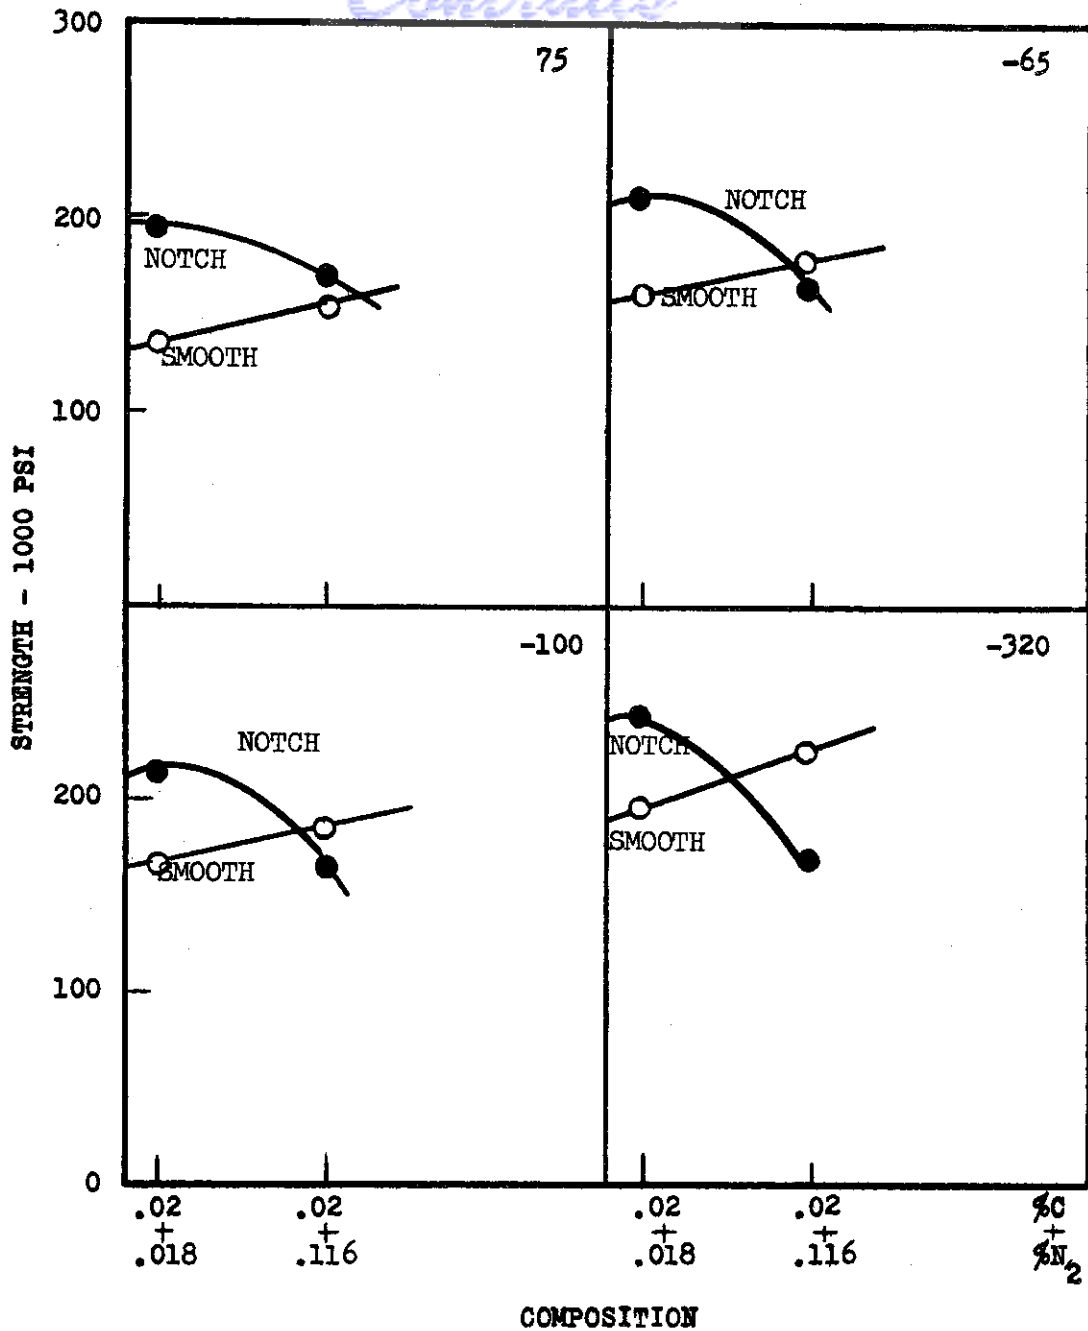 300
75
-65
200
NOTCH
NOTCH
SMOOTH
SMOOTH
100
STRENGTH - 1000 PSI
-100
-320
NOTCH
NOTCH
200
SMOOTH
SMOOTH
100
0
.02
+
.018
.02
+
.116
.02
+
.018
.02
+
.116
%C
+
%N2
COMPOSITION